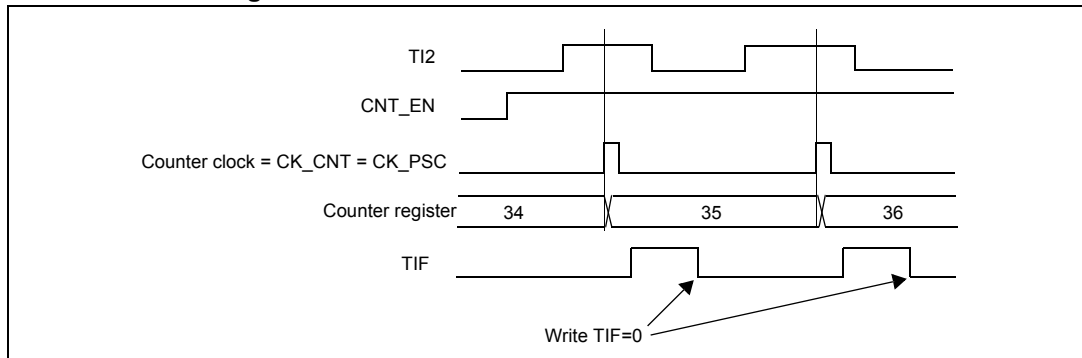 TI2
CNT_EN
Counter clock = CK_CNT = CK_PSC
Counter register 34 35 36
TIF
Write TIF=0